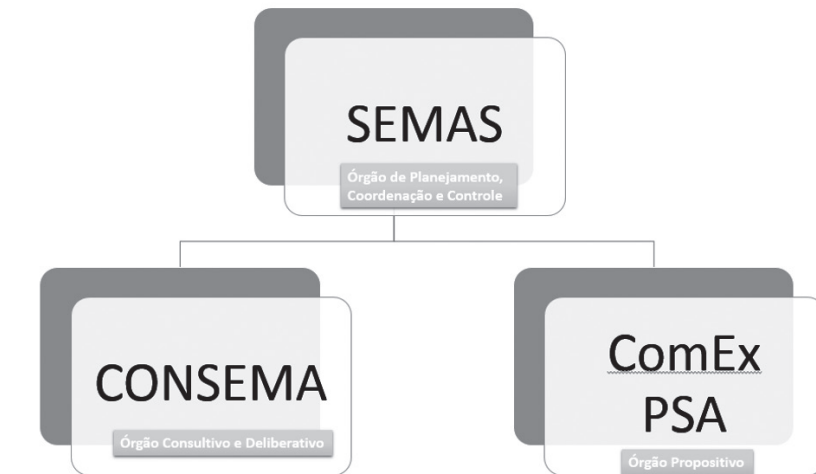 SEMAS
Órgão de Planejamento,
Coordenação e Controle
CONSEMA
Órgão Consultivo e Deliberativo
ComEx
PSA
Órgão Propositivo